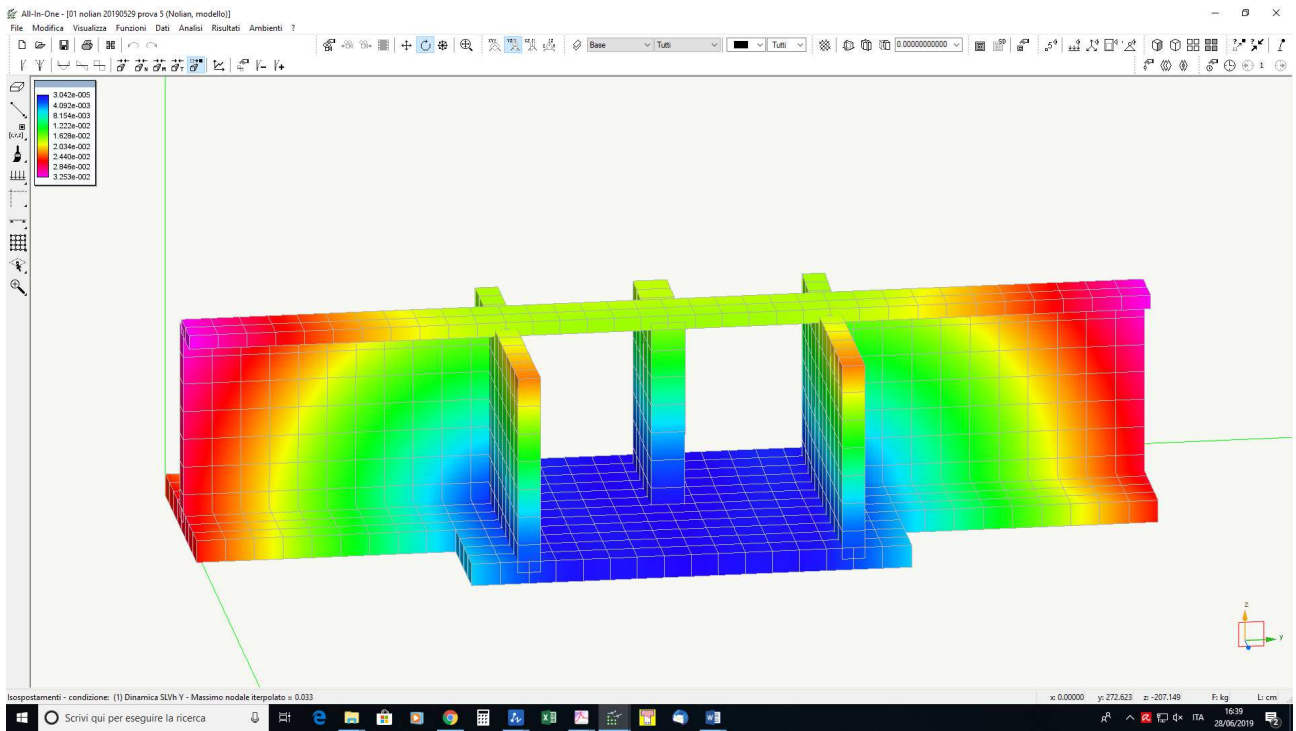 All-In-One - [01 nolian 20190529 prova 5 (Nolian, modello)]
File Modifica Visualizza Funzioni Dati Analisi Risultati Ambienti ?
Base Tutti Tutti 0.00000000000
1
3.042e-005
4.092e-003
8.154e-003
1.222e-002
1.628e-002
2.034e-002
2.440e-002
2.846e-002
3.253e-002
z
y
Isospostamenti - condizione: (1) Dinamica SLVh Y - Massimo nodale iterpolato = 0.033 x: 0.00000 y: 272.623 z: -207.149 F: kg L: cm
Scrivi qui per eseguire la ricerca ITA 16:39
28/06/2019